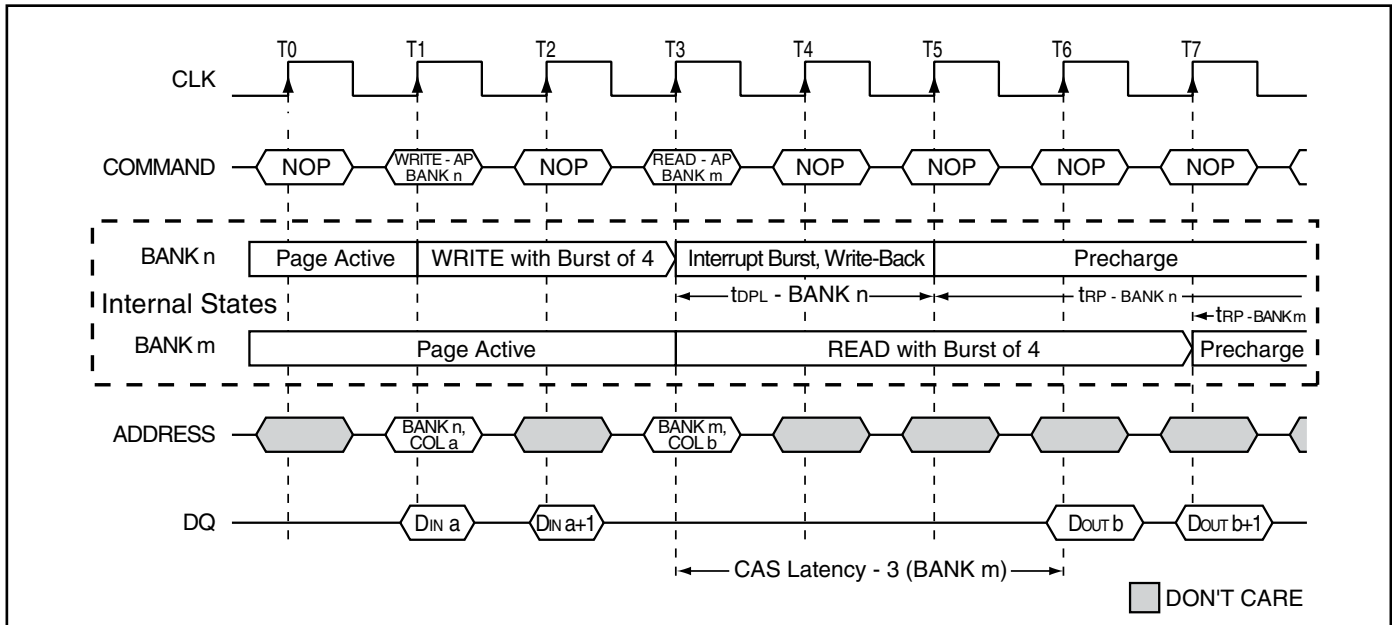 T0 T1 T2 T3 T4 T5 T6 T7
CLK
COMMAND NOP WRITE - AP BANK n NOP READ - AP BANK m NOP NOP NOP NOP
BANK n Page Active WRITE with Burst of 4 Interrupt Burst, Write-Back Precharge
Internal States tDPL - BANK n tRP - BANK n
tRP - BANK m
BANK m Page Active READ with Burst of 4 Precharge
ADDRESS BANK n, COL a BANK m, COL b
DQ DIN a DIN a+1 DOUT b DOUT b+1
CAS Latency - 3 (BANK m)
DON'T CARE